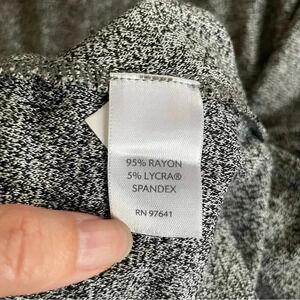 95% RAYON
5% LYCRA®
SPANDEX
RN 97641